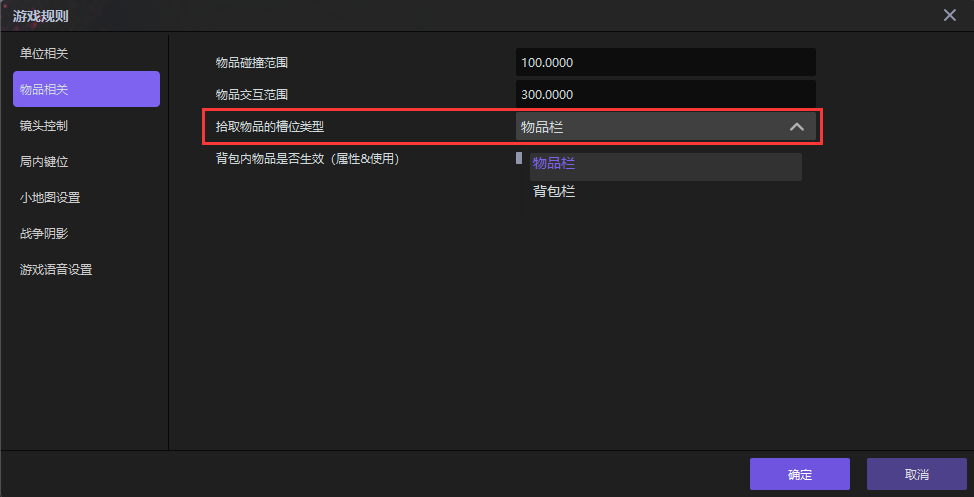 游戏规则
单位相关
物品相关
镜头控制
局内键位
小地图设置
战争阴影
游戏语音设置
物品碰撞范围 100.0000
物品交互范围 300.0000
拾取物品的槽位类型 物品栏
背包内物品是否生效（属性&使用）
物品栏
背包栏
确定 取消